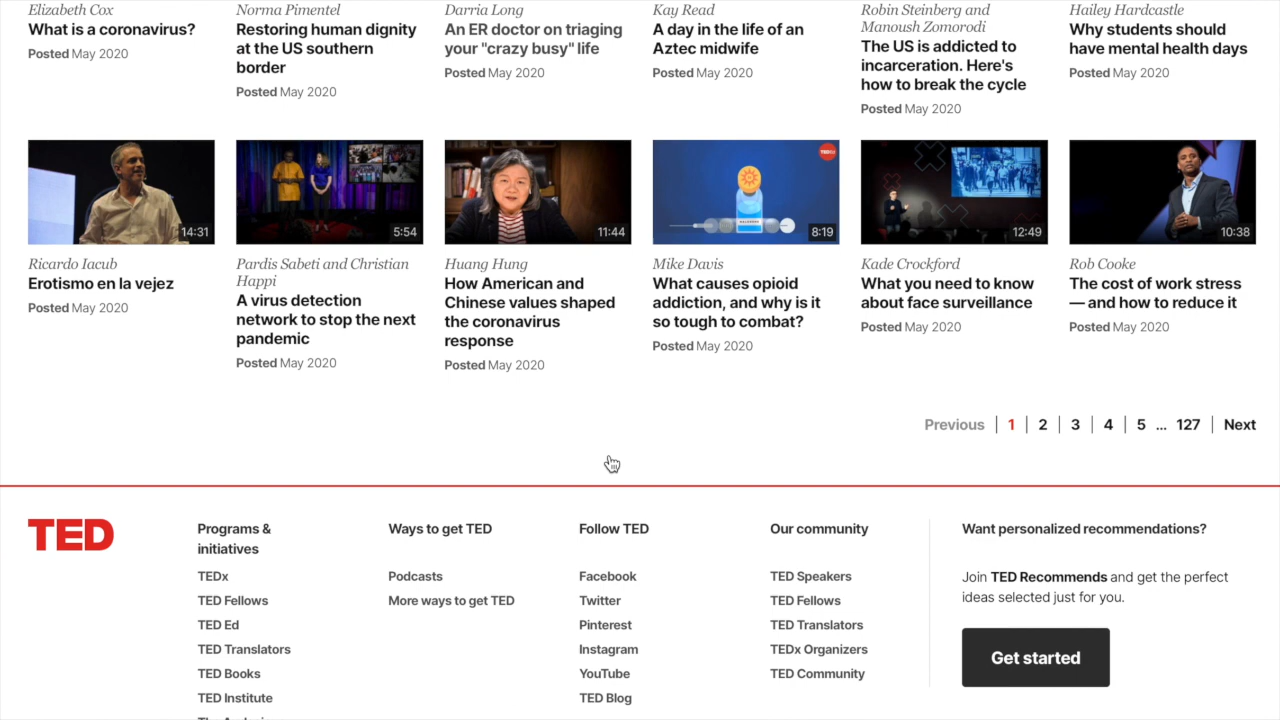 Elizabeth Cox
What is a coronavirus?
Posted May 2020
Norma Pimentel
Restoring human dignity
at the US southern
border
Posted May 2020
Darria Long
An ER doctor on triaging
your "crazy busy" life
Posted May 2020
Kay Read
A day in the life of an
Aztec midwife
Posted May 2020
Robin Steinberg and
Manoush Zomorodi
The US is addicted to
incarceration. Here's
how to break the cycle
Posted May 2020
Hailey Hardcastle
Why students should
have mental health days
Posted May 2020
14:31
Ricardo Iacub
Erotismo en la vejez
Posted May 2020
5:54
Pardis Sabeti and Christian
Happi
A virus detection
network to stop the next
pandemic
Posted May 2020
11:44
Huang Hung
How American and
Chinese values shaped
the coronavirus
response
Posted May 2020
8:19
Mike Davis
What causes opioid
addiction, and why is it
so tough to combat?
Posted May 2020
12:49
Kade Crockford
What you need to know
about face surveillance
Posted May 2020
10:38
Rob Cooke
The cost of work stress
— and how to reduce it
Posted May 2020
Previous | 1 | 2 | 3 | 4 | 5 ... 127 | Next
TED
Programs &
initiatives
TEDx
TED Fellows
TED Ed
TED Translators
TED Books
TED Institute
Ways to get TED
Podcasts
More ways to get TED
Follow TED
Facebook
Twitter
Pinterest
Instagram
YouTube
TED Blog
Our community
TED Speakers
TED Fellows
TED Translators
TEDx Organizers
TED Community
Want personalized recommendations?
Join TED Recommends and get the perfect
ideas selected just for you.
Get started